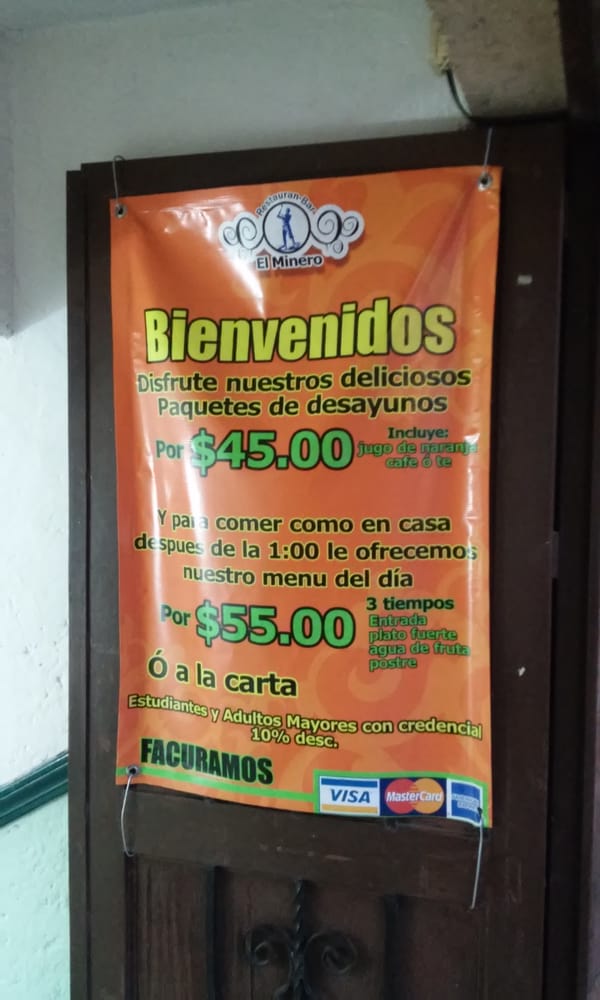 Restauran-Bar
El Minero
Bienvenidos
Disfrute nuestros deliciosos
Paquetes de desayunos
Por $45.00
Incluye:
jugo de naranja
cafe ó te
Y para comer como en casa
despues de la 1:00 le ofrecemos
nuestro menu del día
Por $55.00
3 tiempos
Entrada
plato fuerte
agua de fruta
postre
Ó a la carta
Estudiantes y Adultos Mayores con credencial
10% desc.
FACURAMOS
VISA MasterCard